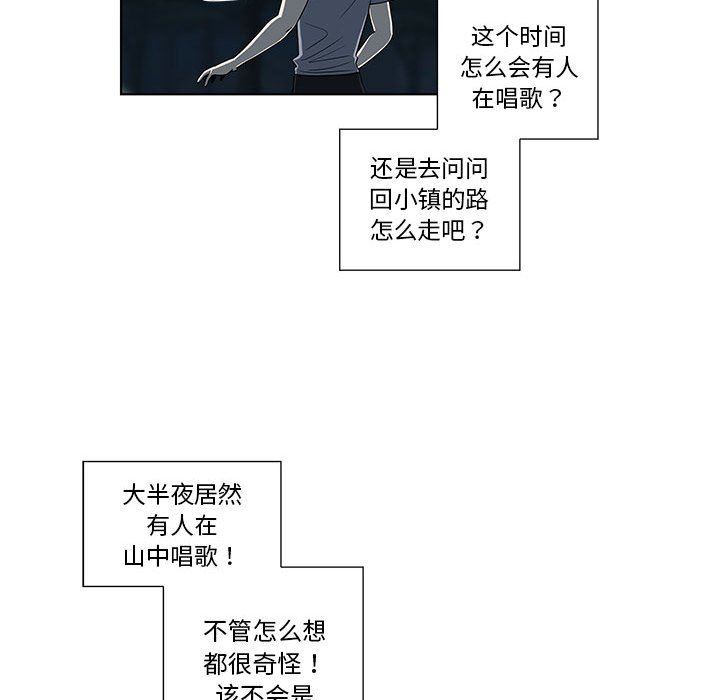 这个时间
怎么会有人
在唱歌？
还是去问问
回小镇的路
怎么走吧？
大半夜居然
有人在
山中唱歌！
不管怎么想
都很奇怪！
该不会是